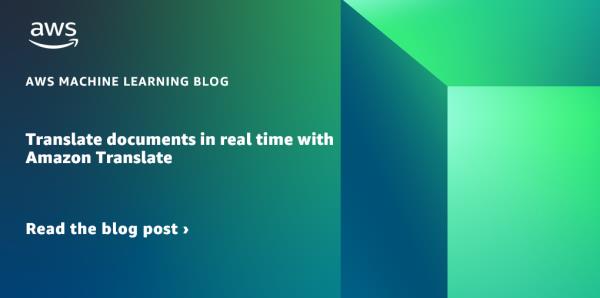 aws
AWS MACHINE LEARNING BLOG
Translate documents in real time with
Amazon Translate
Read the blog post ›